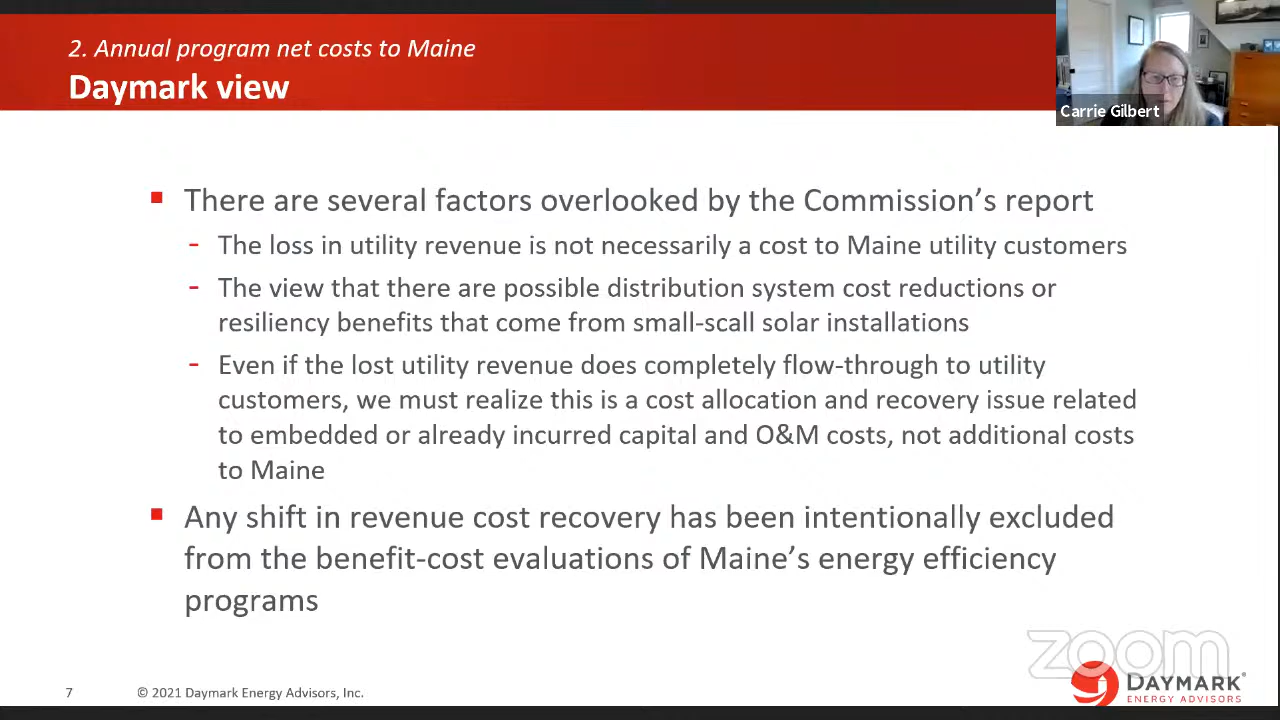 2. Annual program net costs to Maine
Daymark view
Carrie Gilbert
▪ There are several factors overlooked by the Commission's report
- The loss in utility revenue is not necessarily a cost to Maine utility customers
- The view that there are possible distribution system cost reductions or
resiliency benefits that come from small-scall solar installations
- Even if the lost utility revenue does completely flow-through to utility
customers, we must realize this is a cost allocation and recovery issue related
to embedded or already incurred capital and O&M costs, not additional costs
to Maine
▪ Any shift in revenue cost recovery has been intentionally excluded
from the benefit-cost evaluations of Maine's energy efficiency
programs
zoom
7
© 2021 Daymark Energy Advisors, Inc.
DAYMARK®
ENERGY ADVISORS